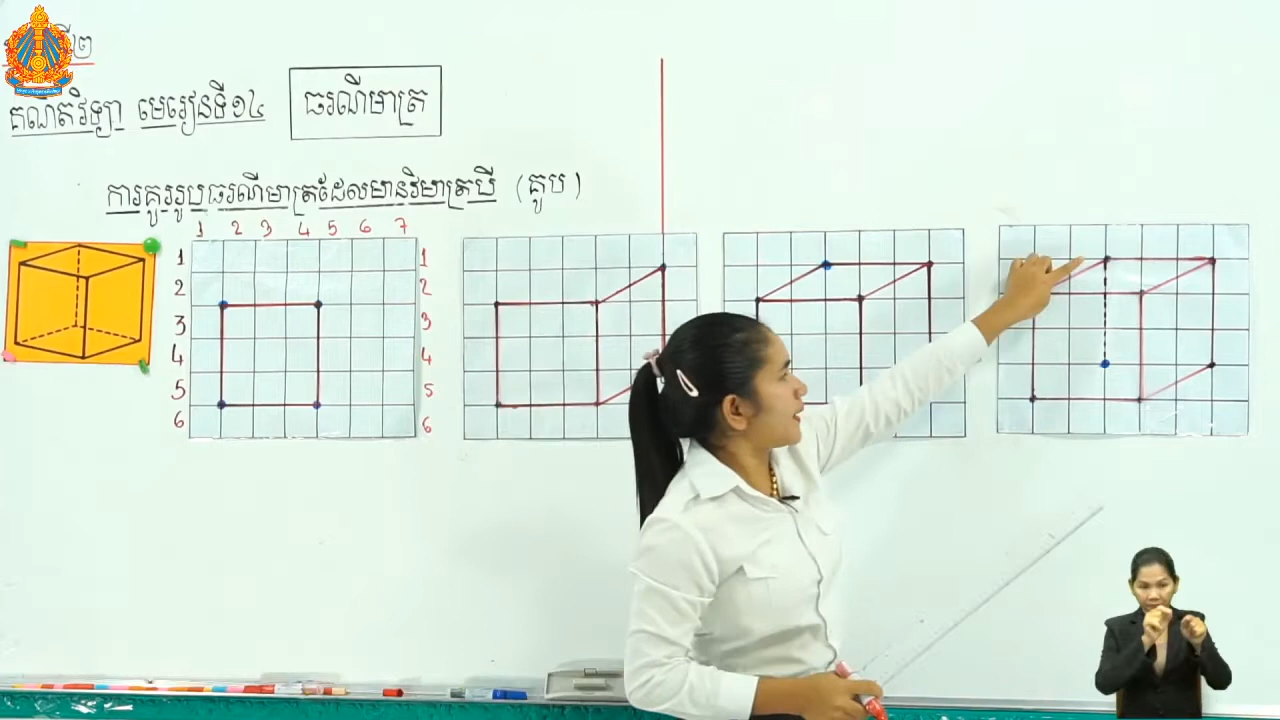 ទី២
គណិតវិទ្យា មេរៀនទី១៤
ធរណីមាត្រ
ការគូររូបធរណីមាត្រដែលមានវិមាត្របី (គូប)
1 2 3 4 5 6 7
1 1
2 2
3 3
4 4
5 5
6 6